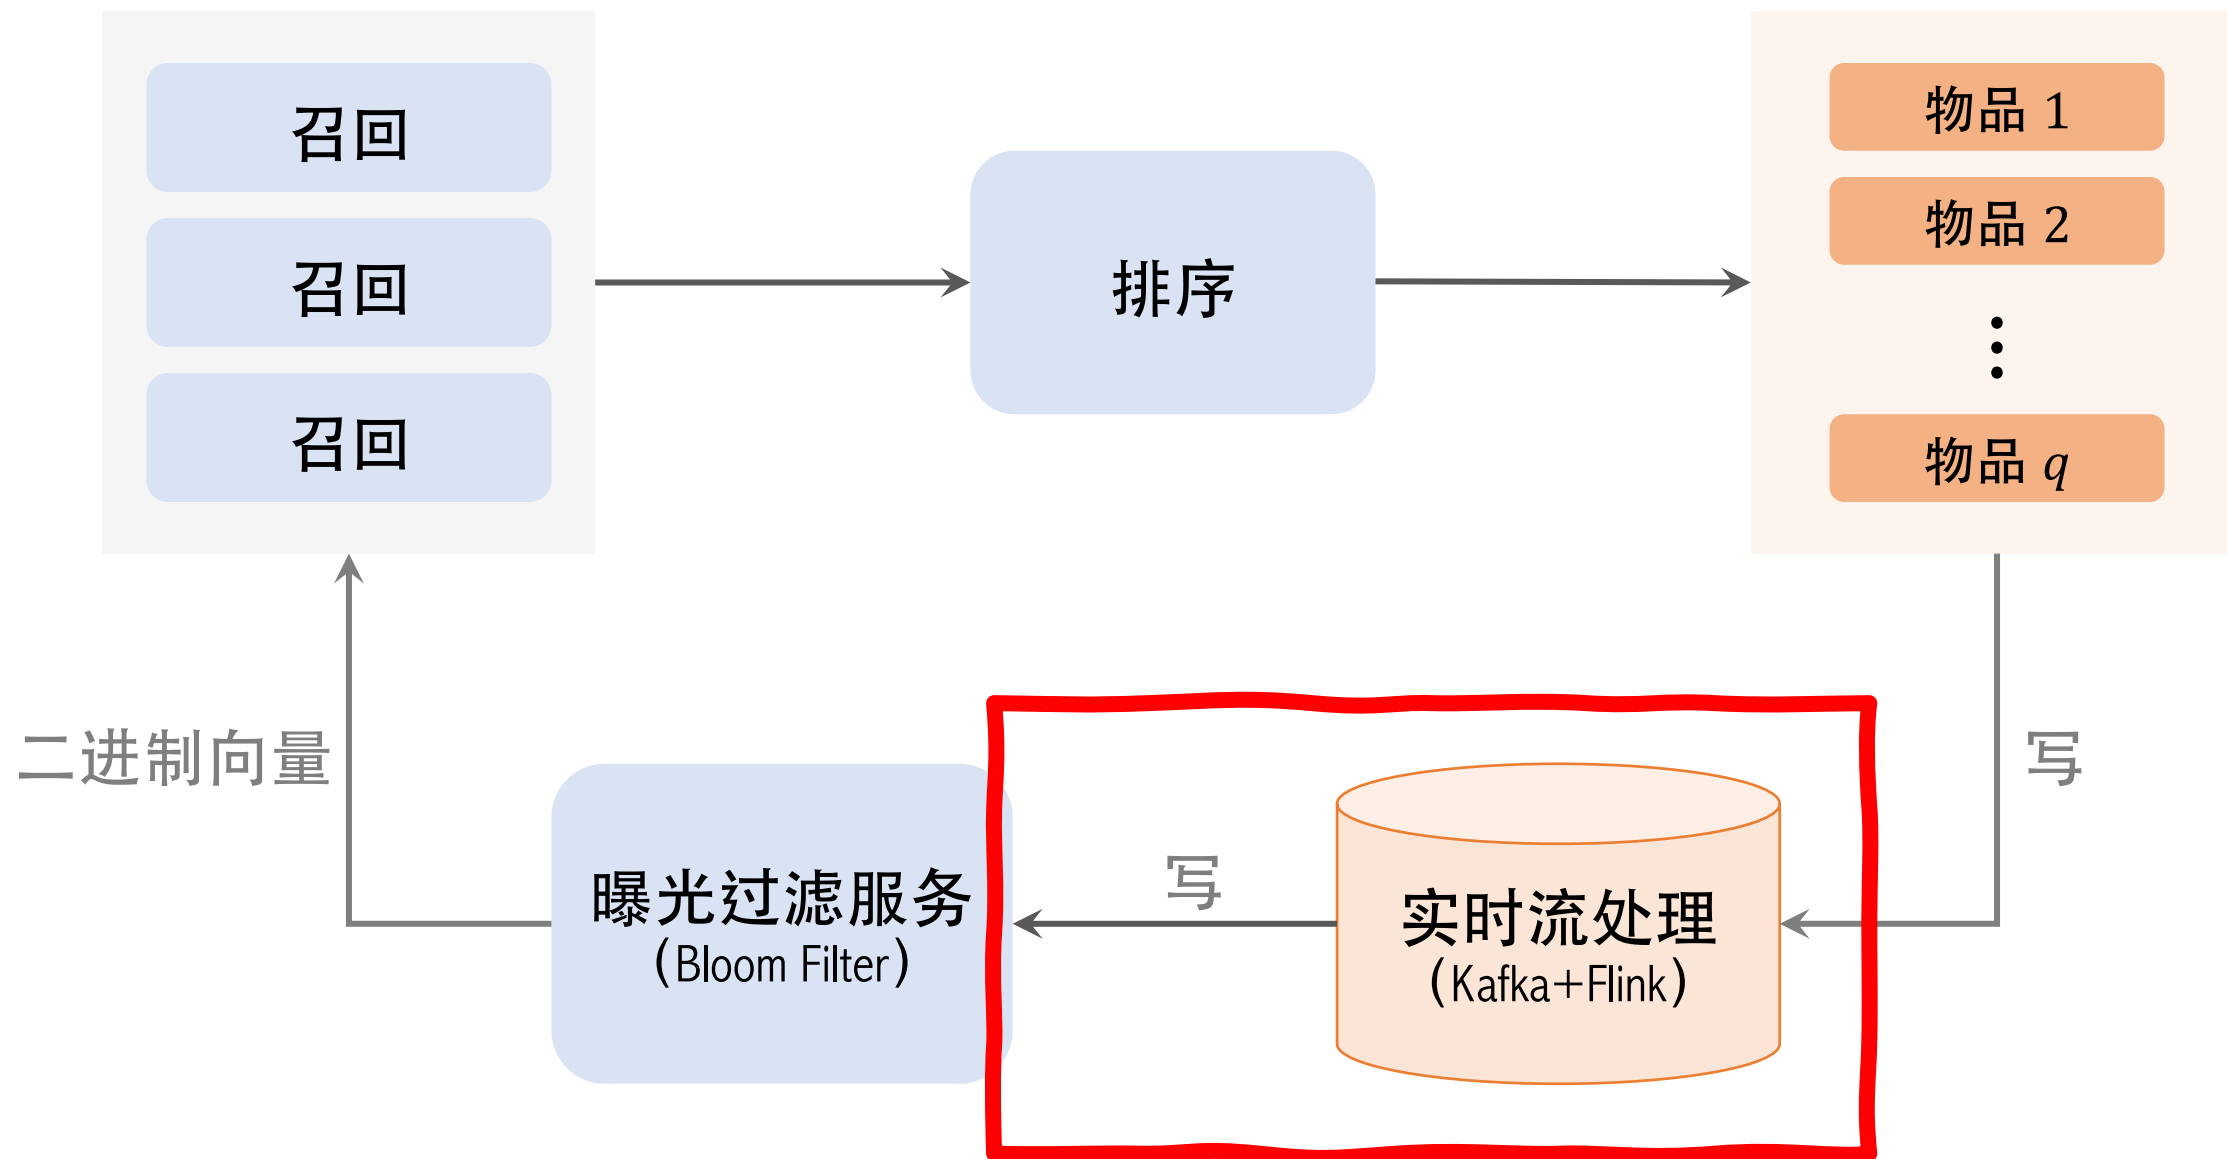 召回
召回
召回
排序
物品 1
物品 2
物品 q
二进制向量
曝光过滤服务
(Bloom Filter)
写
实时流处理
(Kafka+Flink)
写